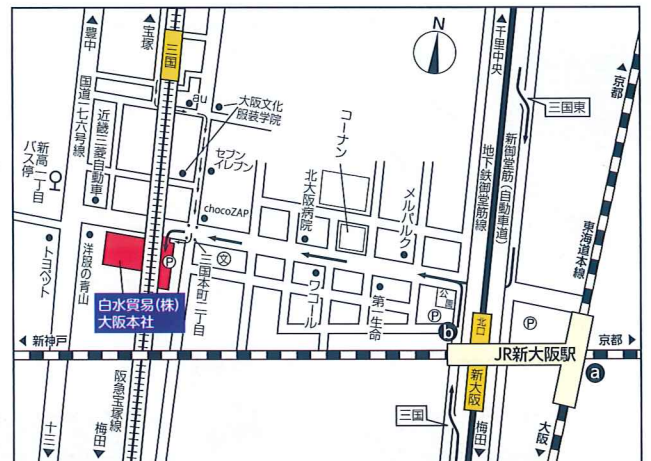 豊中
宝塚
三国
国道一七六号線
近畿三菱自動車
新高一丁目
バス停
au
大阪文化
服装学院
セブン
イレブン
chocoZAP
コーナン
北大阪病院
メルパルク
N
千里中央
地下鉄御堂筋線
新御堂筋(自動車道)
三国東
京都
東海道本線
トヨペット
洋服の青山
P
文
三国本町二丁目
白水貿易(株)
大阪本社
ワコール
第一生命
公園
P
b
北口
P
新神戸
JR新大阪駅
京都
a
新大阪
三国
十三
阪急宝塚線
梅田
梅田
大阪